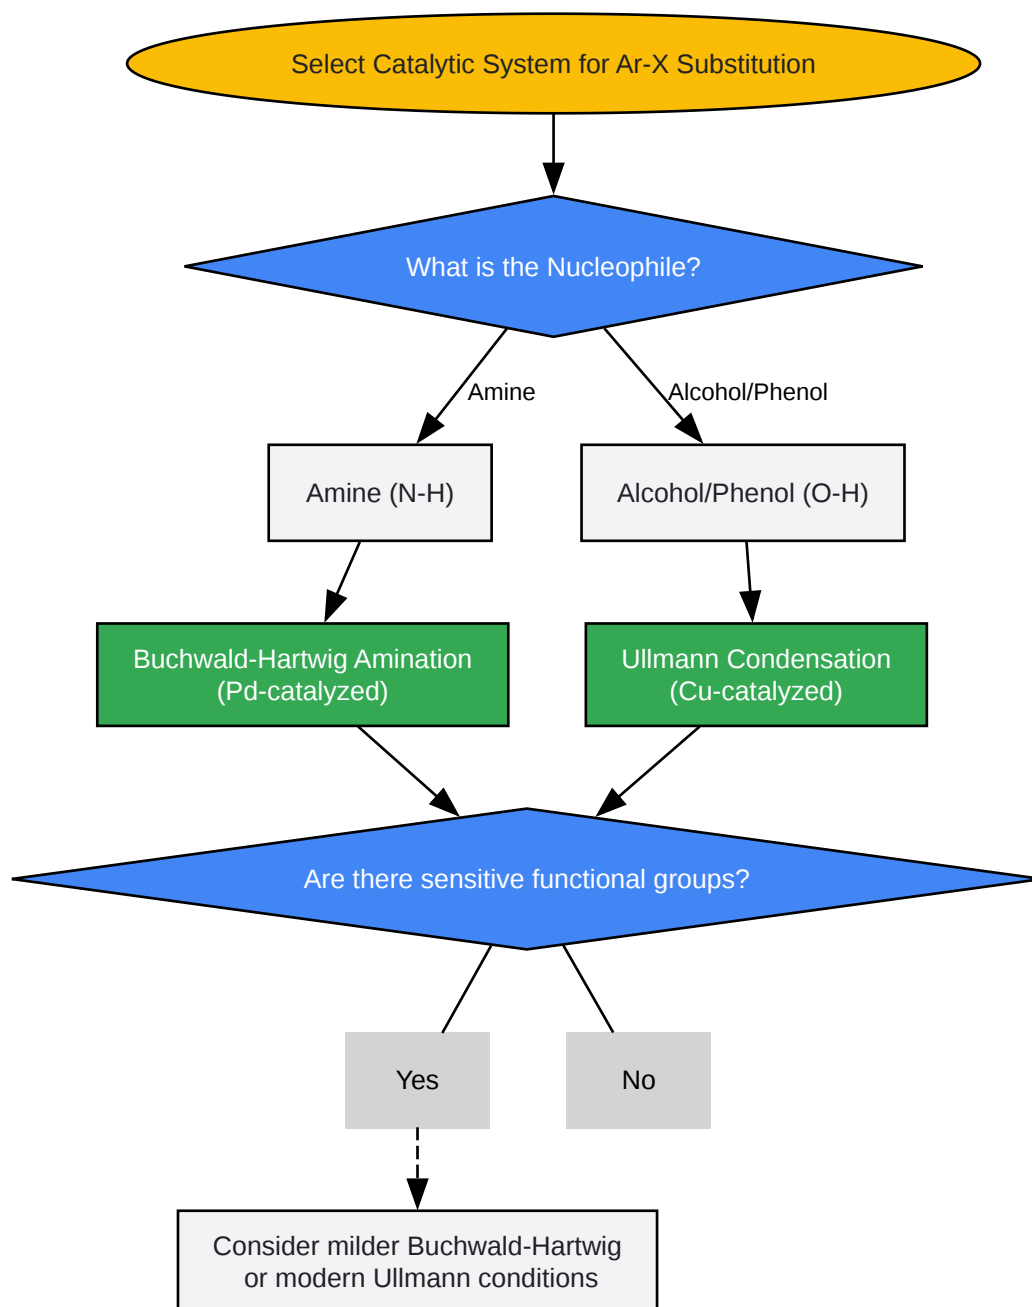 Select Catalytic System for Ar-X Substitution
What is the Nucleophile?
Amine
Alcohol/Phenol
Amine (N-H)
Alcohol/Phenol (O-H)
Buchwald-Hartwig Amination
(Pd-catalyzed)
Ullmann Condensation
(Cu-catalyzed)
Are there sensitive functional groups?
Yes
No
Consider milder Buchwald-Hartwig
or modern Ullmann conditions